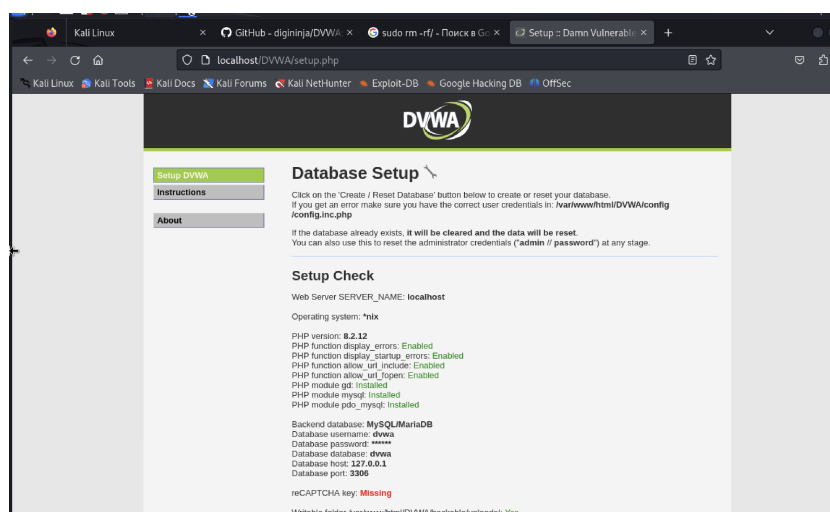 Kali Linux
GitHub - digininja/DVWA:
sudo rm -rf/ - Поиск в Go
Setup :: Damn Vulnerable
localhost/DVWA/setup.php
Kali Linux Kali Tools Kali Docs Kali Forums Kali NetHunter Exploit-DB Google Hacking DB OffSec
DVWA
Setup DVWA
Instructions
About
Database Setup
Click on the 'Create / Reset Database' button below to create or reset your database.
If you get an error make sure you have the correct user credentials in: /var/www/html/DVWA/config
/config.inc.php
If the database already exists, it will be cleared and the data will be reset.
You can also use this to reset the administrator credentials ("admin // password") at any stage.
Setup Check
Web Server SERVER_NAME: localhost
Operating system: *nix
PHP version: 8.2.12
PHP function display_errors: Enabled
PHP function display_startup_errors: Enabled
PHP function allow_url_include: Enabled
PHP function allow_url_fopen: Enabled
PHP module gd: Installed
PHP module mysql: Installed
PHP module pdo_mysql: Installed
Backend database: MySQL/MariaDB
Database username: dvwa
Database password: ******
Database database: dvwa
Database host: 127.0.0.1
Database port: 3306
reCAPTCHA key: Missing